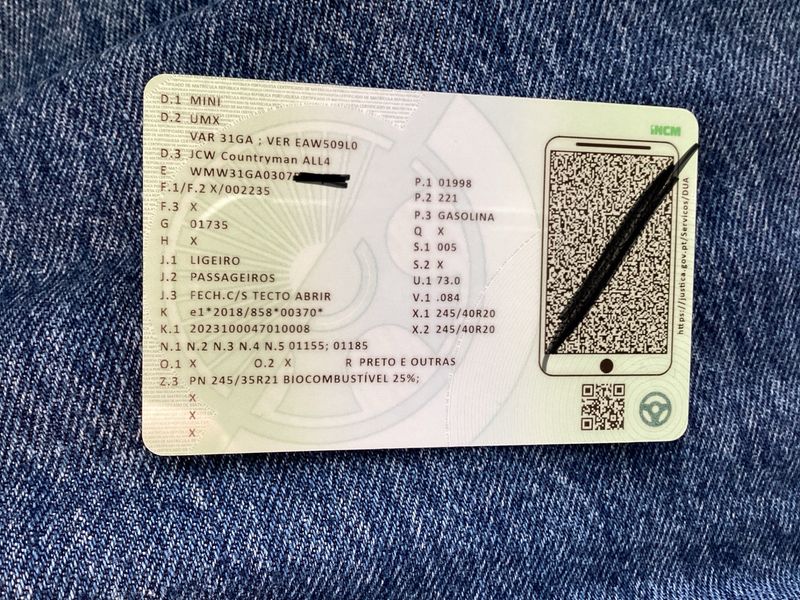 D.1 MINI
D.2 UMX
VAR 31GA ; VER EAW509L0
D.3 JCW Countryman ALL4
E WMW31GA0307
F.1/F.2 X/002235
F.3 X
G 01735
H X
J.1 LIGEIRO
J.2 PASSAGEIROS
J.3 FECH.C/S TECTO ABRIR
K e1*2018/858*00370*
K.1 2023100047010008
N.1 N.2 N.3 N.4 N.5 01155; 01185
O.1 X O.2 X R PRETO E OUTRAS
Z.3 PN 245/35R21 BIOCOMBUSTÍVEL 25%;
X
X
X
P.1 01998
P.2 221
P.3 GASOLINA
Q X
S.1 005
S.2 X
U.1 73.0
V.1 .084
X.1 245/40R20
X.2 245/40R20
INCM
https://justica.gov.pt/Servicos/DUA